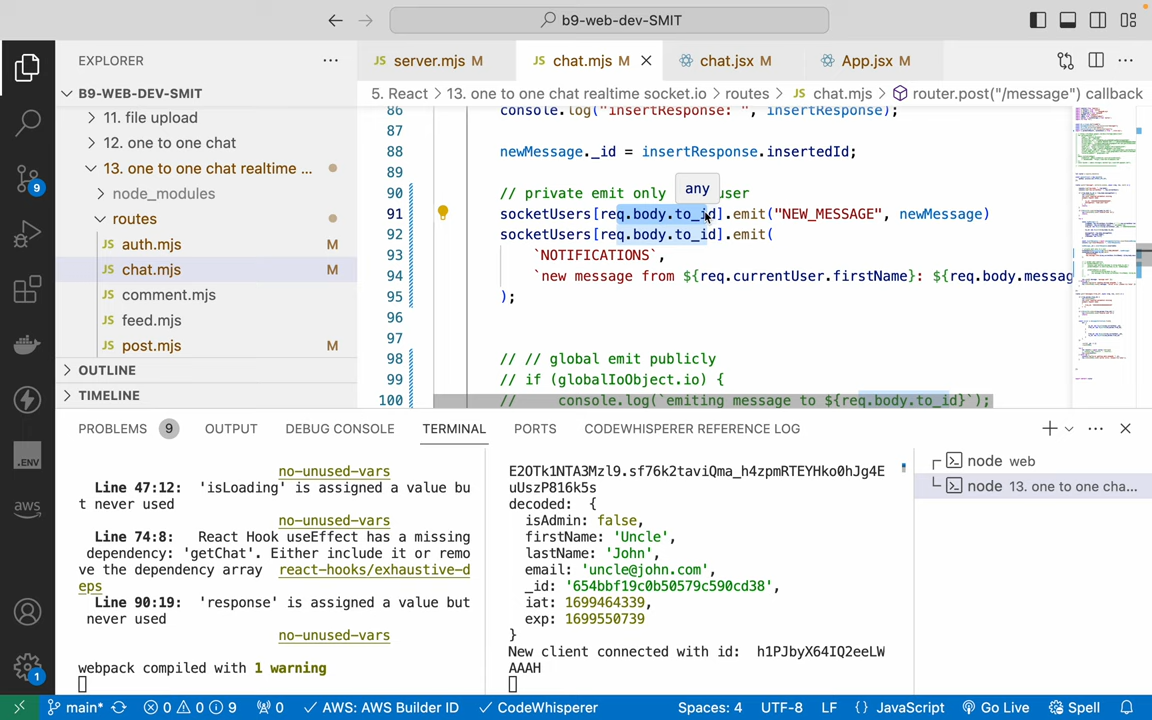 b9-web-dev-SMIT
EXPLORER
server.mjs M
chat.mjs M
chat.jsx M
App.jsx M
B9-WEB-DEV-SMIT
11. file upload
12. one to one chat
13. one to one chat realtime ...
node_modules
routes
auth.mjs M
chat.mjs M
comment.mjs
feed.mjs
post.mjs M
OUTLINE
TIMELINE
5. React > 13. one to one chat realtime socket.io > routes > JS chat.mjs > router.post("/message") callback
86 console.log("insertResponse: ", insertResponse);
87
88 newMessage._id = insertResponse.insertedId;
89
any
90 // private emit only user
91 socketUsers[req.body.to_id].emit("NEW_MESSAGE", newMessage)
92 socketUsers[req.body.to_id].emit(
93 `NOTIFICATIONS`,
94 `new message from ${req.currentUser.firstName}: ${req.body.messag
95 );
96
97
98 // // global emit publicly
99 // if (globalIoObject.io) {
100 // console.log(`emiting message to ${req.body.to_id}`);
PROBLEMS 9 OUTPUT DEBUG CONSOLE TERMINAL PORTS CODEWHISPERER REFERENCE LOG
no-unused-vars
Line 47:12: 'isLoading' is assigned a value bu
t never used
no-unused-vars
Line 74:8: React Hook useEffect has a missing
dependency: 'getChat'. Either include it or remo
ve the dependency array react-hooks/exhaustive-d
eps
Line 90:19: 'response' is assigned a value but
never used
no-unused-vars
webpack compiled with 1 warning
E2OTk1NTA3Mzl9.sf76k2taviQma_h4zpmRTEYHko0hJg4E
uUszP816k5s
decoded: {
isAdmin: false,
firstName: 'Uncle',
lastName: 'John',
email: 'uncle@john.com',
_id: '654bbf19c0b50579c590cd38',
iat: 1699464339,
exp: 1699550739
}
New client connected with id: h1PJbyX64IQ2eeLW
AAAH
node web
node 13. one to one cha...
9
.ENV
aws
1
main* 0 0 9 0 AWS: AWS Builder ID CodeWhisperer Spaces: 4 UTF-8 LF {} JavaScript Go Live Spell